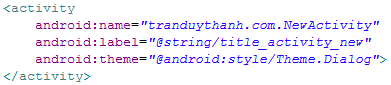 <activity
android:name="tranduythanh.com.NewActivity"
android:label="@string/title_activity_new"
android:theme="@android:style/Theme.Dialog">
</activity>